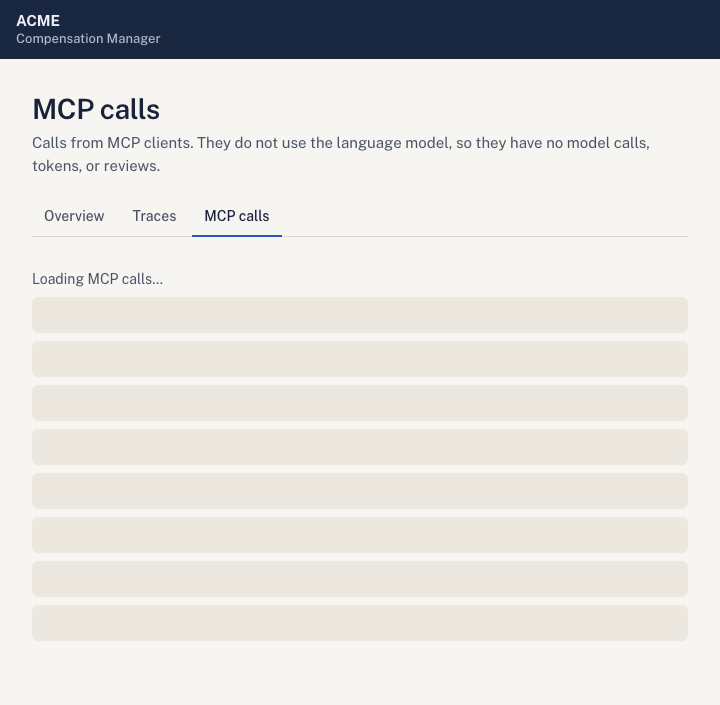 ACME
Compensation Manager
MCP calls
Calls from MCP clients. They do not use the language model, so they have no model calls,
tokens, or reviews.
Overview
Traces
MCP calls
Loading MCP calls...